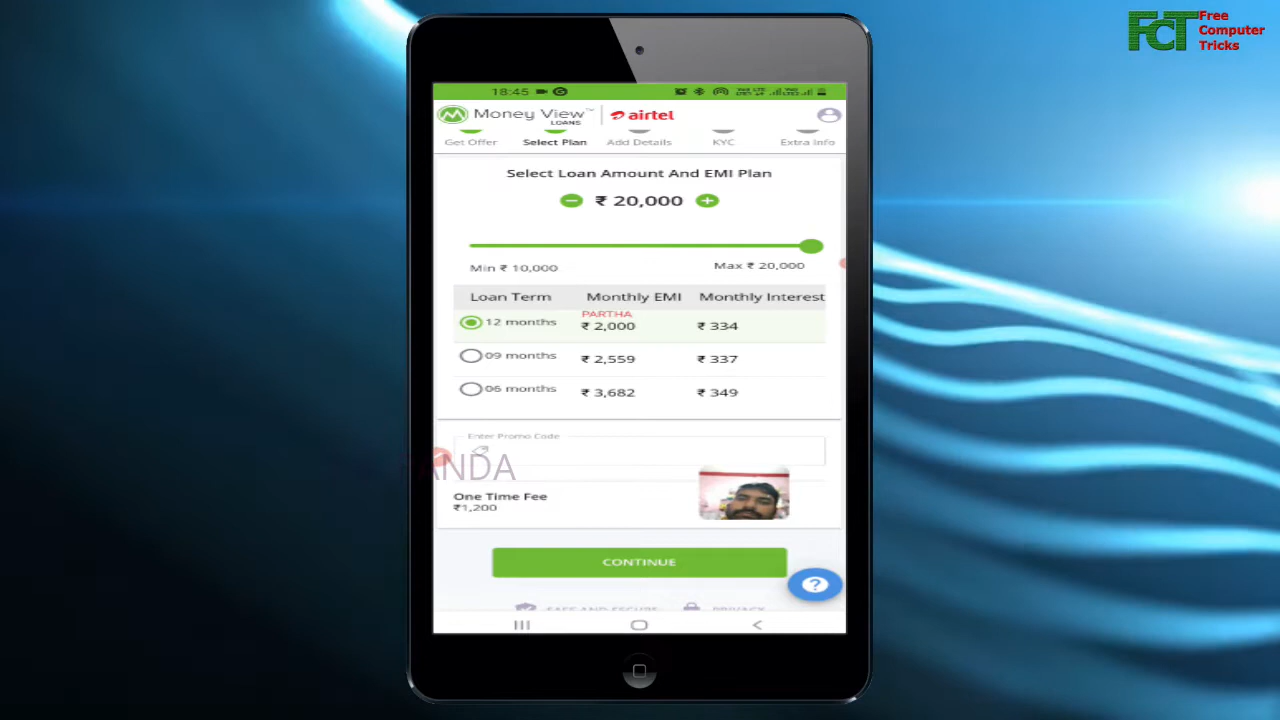 FCT Free
Computer
Tricks
18:45
Money View™ LOANS airtel
Get Offer Select Plan Add Details KYC Extra Info
Select Loan Amount And EMI Plan
− ₹ 20,000 +
Min ₹ 10,000 Max ₹ 20,000
Loan Term Monthly EMI Monthly Interest
PARTHA
12 months ₹ 2,000 ₹ 334
09 months ₹ 2,559 ₹ 337
06 months ₹ 3,682 ₹ 349
Enter Promo Code
ANDA
One Time Fee
₹1,200
CONTINUE
?
SAFE AND SECURE PRIVACY